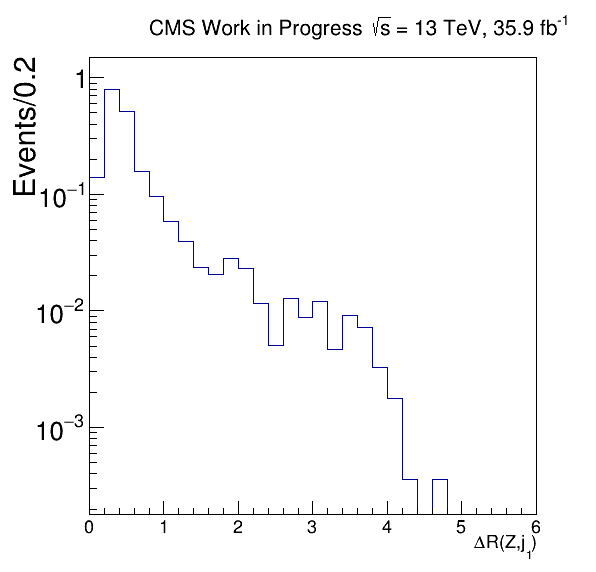 CMS Work in Progress √s = 13 TeV, 35.9 fb⁻¹
Events/0.2
1
10⁻¹
10⁻²
10⁻³
0 1 2 3 4 5 6
ΔR(Z,j₁)